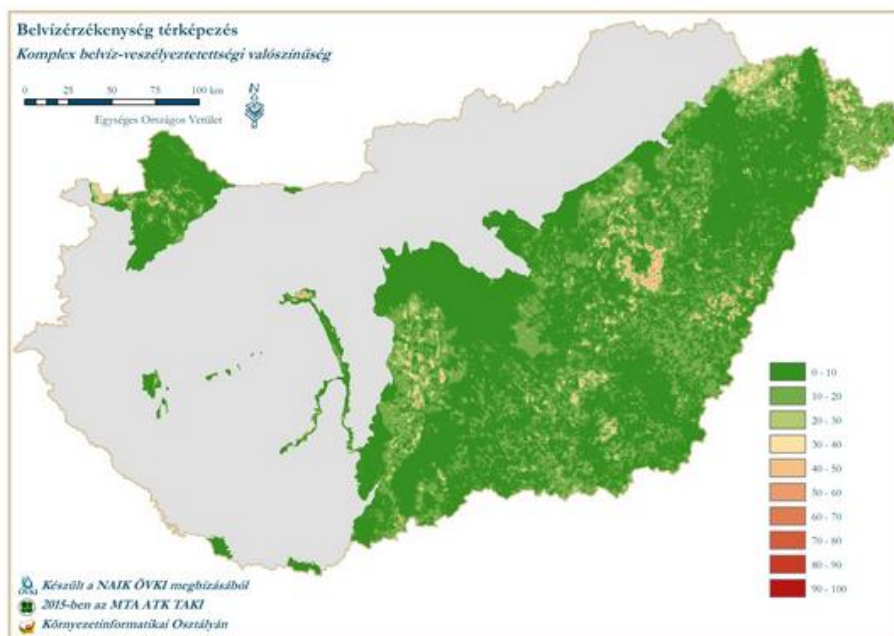 Belvízérzékenység térképezés
Komplex belvíz-veszélyeztetettségi valószínűség
0 25 50 75 100 km
N
Egységes Országos Vetület
0 - 10
10 - 20
20 - 30
30 - 40
40 - 50
50 - 60
60 - 70
70 - 80
80 - 90
90 - 100
ÖVKI
Készült a NAIK ÖVKI megbízásából
2015-ben az MTA ATK TAKI
Környezetinformatikai Osztályán